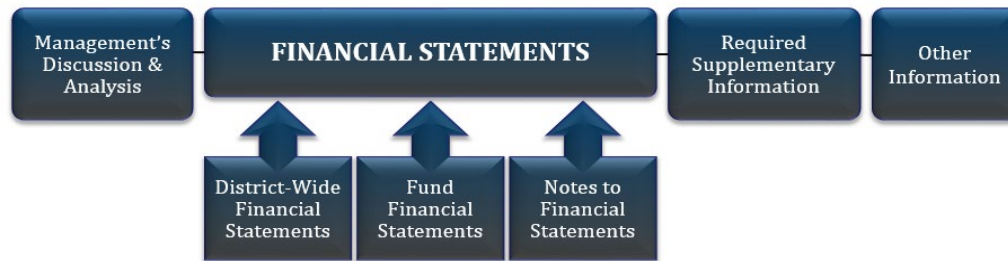 Management's
Discussion &
Analysis
FINANCIAL STATEMENTS
Required
Supplementary
Information
Other
Information
District-Wide
Financial
Statements
Fund
Financial
Statements
Notes to
Financial
Statements